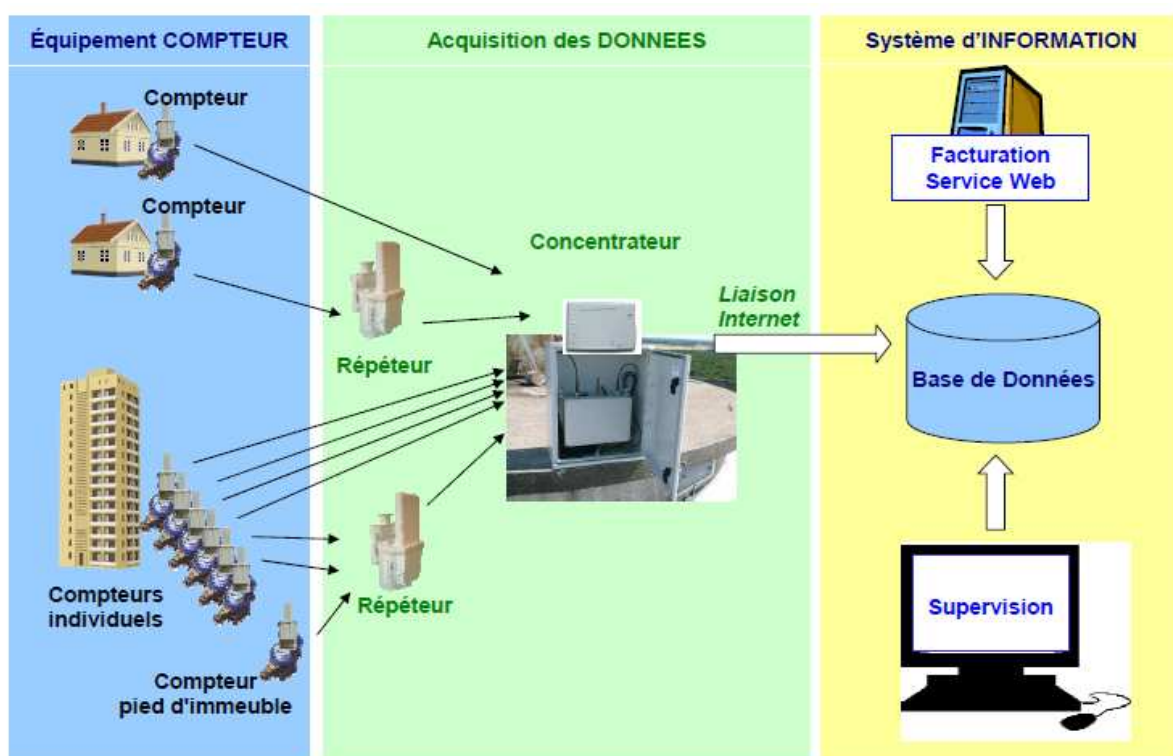 Équipement COMPTEUR
Acquisition des DONNEES
Système d'INFORMATION
Compteur
Compteur
Compteurs
individuels
Compteur
pied d'immeuble
Concentrateur
Répéteur
Répéteur
Liaison
Internet
Facturation
Service Web
Base de Données
Supervision